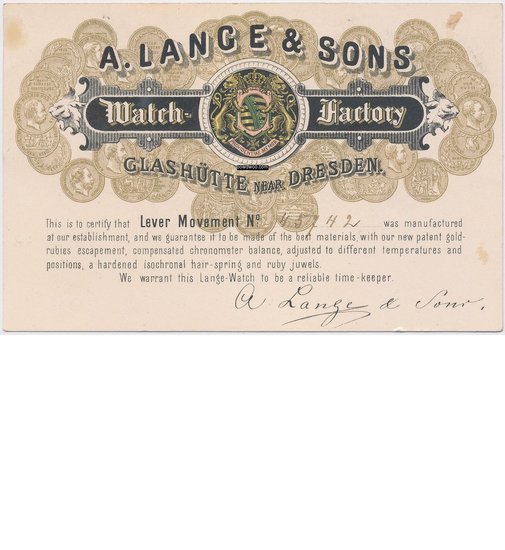 A. LANGE & SONS
Watch-Factory
GLASHÜTTE NEAR DRESDEN.
This is to certify that Lever Movement No. 45242 was manufactured
at our establishment, and we guarantee it to be made of the best materials, with our new patent gold-
rubies escapement, compensated chronometer balance, adjusted to different temperatures and
positions, a hardened isochronal hair-spring and ruby juwels.
We warrant this Lange-Watch to be a reliable time-keeper.
A. Lange & Sons.